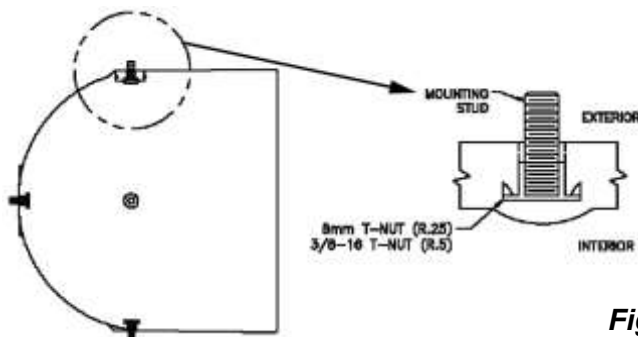 MOUNTING
STUD
EXTERIOR
8mm T-NUT (R.25)
3/8-16 T-NUT (R.5)
INTERIOR
Fig